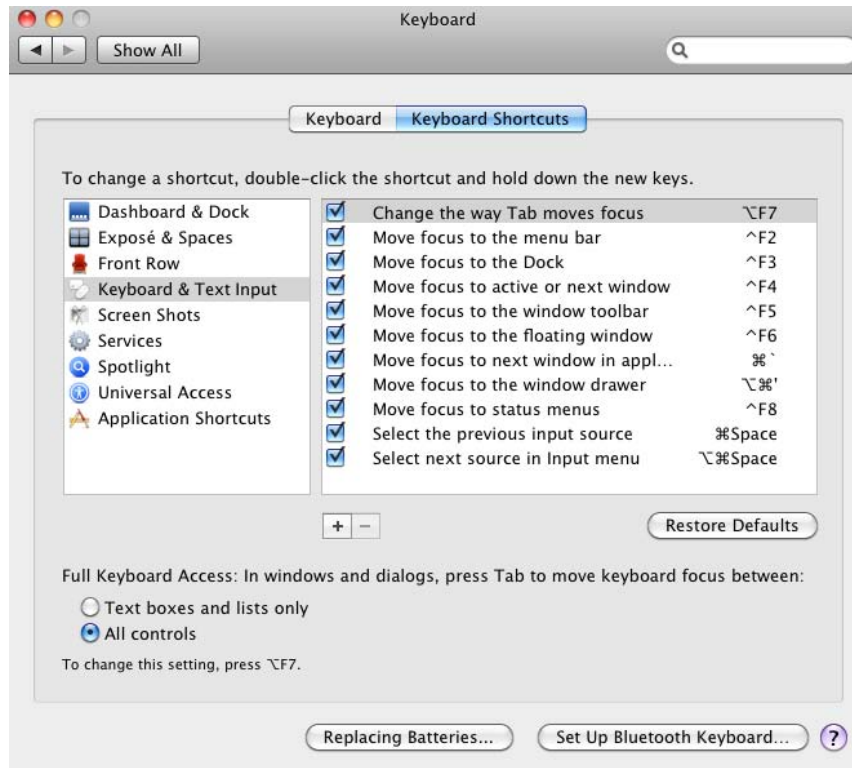 Keyboard
Show All
Keyboard Keyboard Shortcuts
To change a shortcut, double-click the shortcut and hold down the new keys.
Dashboard & Dock
Exposé & Spaces
Front Row
Keyboard & Text Input
Screen Shots
Services
Spotlight
Universal Access
Application Shortcuts
Change the way Tab moves focus ⌥F7
Move focus to the menu bar ^F2
Move focus to the Dock ^F3
Move focus to active or next window ^F4
Move focus to the window toolbar ^F5
Move focus to the floating window ^F6
Move focus to next window in appl... ⌘`
Move focus to the window drawer ⌥⌘'
Move focus to status menus ^F8
Select the previous input source ⌘Space
Select next source in Input menu ⌥⌘Space
+ −
Restore Defaults
Full Keyboard Access: In windows and dialogs, press Tab to move keyboard focus between:
Text boxes and lists only
All controls
To change this setting, press ⌥F7.
Replacing Batteries... Set Up Bluetooth Keyboard... ?